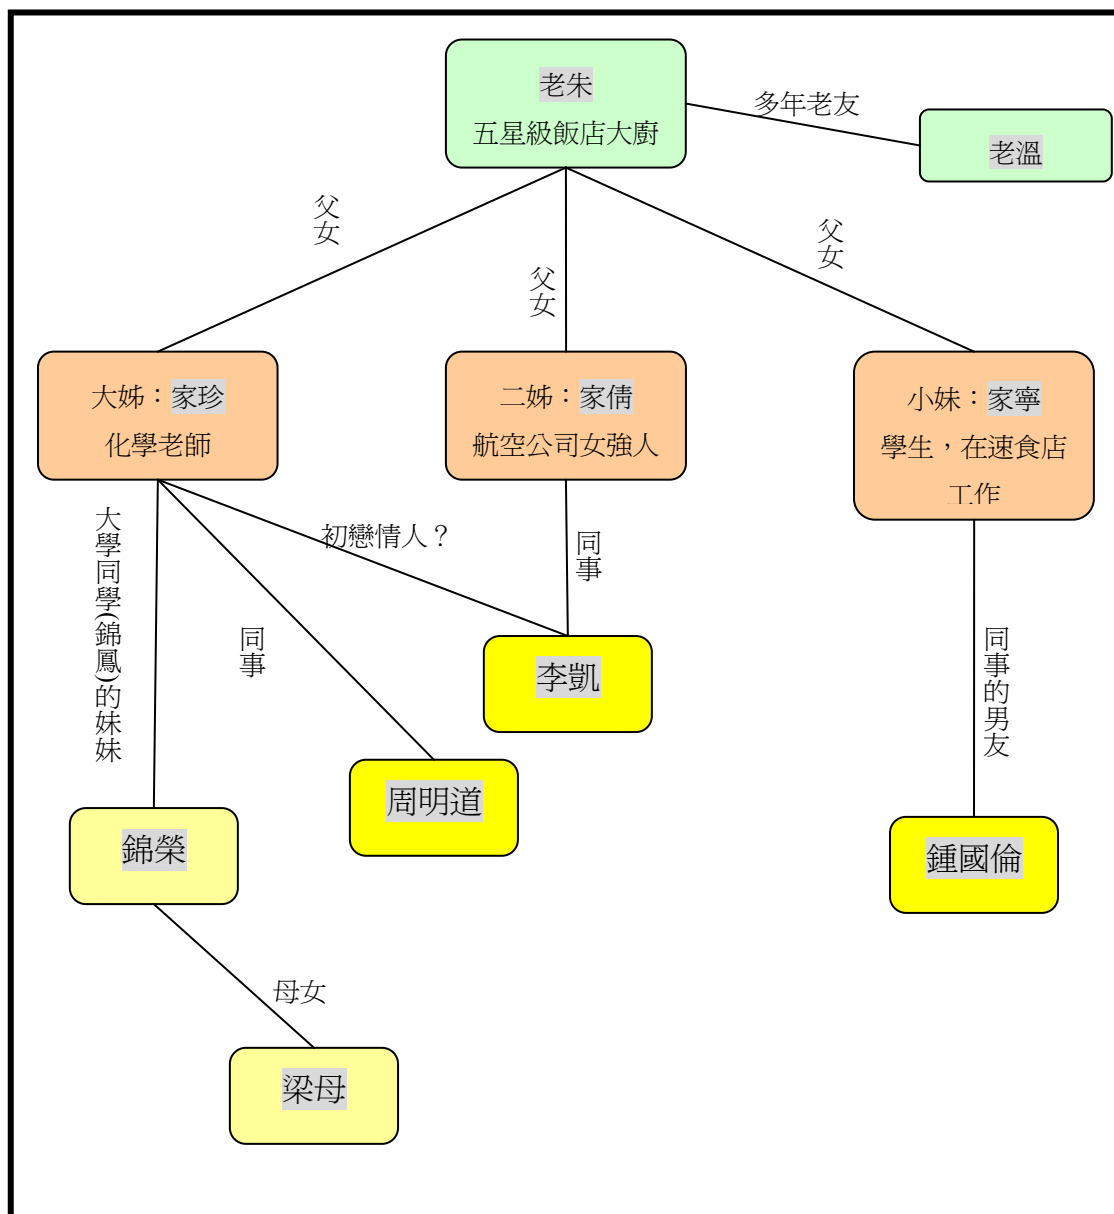 老朱
五星級飯店大廚
多年老友
老溫
父女
父女
父女
大姊：家珍
化學老師
二姊：家倩
航空公司女強人
小妹：家寧
學生，在速食店
工作
大學同學(錦鳳)的妹妹
同事
初戀情人？
同事
同事的男友
李凱
周明道
錦榮
鍾國倫
母女
梁母